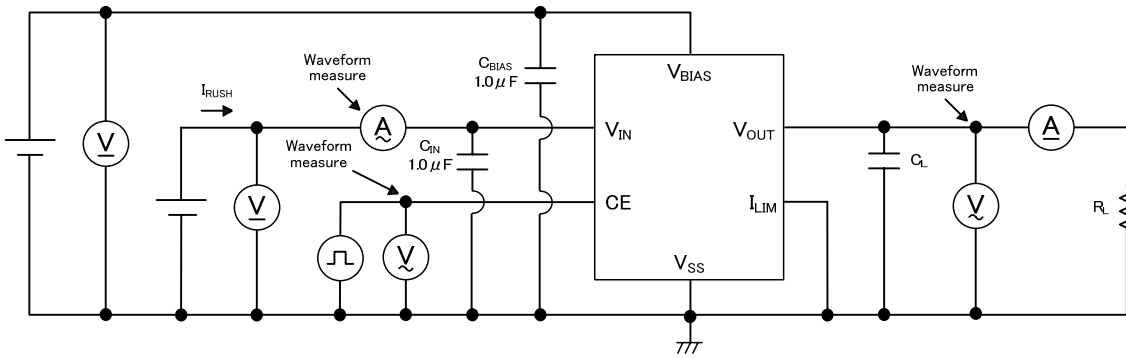 Waveform
measure
I_RUSH
A
V
Waveform
measure
V
V
C_BIAS
1.0μF
C_IN
1.0μF
V_BIAS
V_IN
V_OUT
CE
I_LIM
V_SS
Waveform
measure
A
C_L
V
R_L